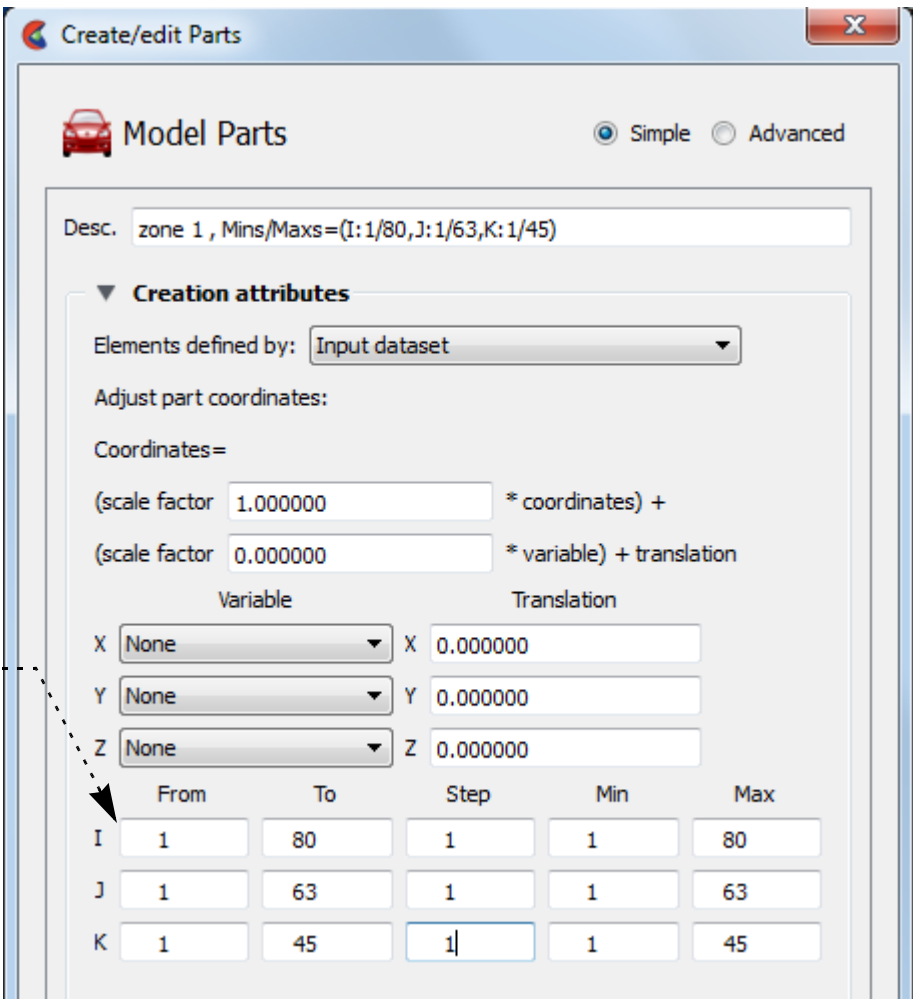 Create/edit Parts
Model Parts Simple Advanced
Desc. zone 1 , Mins/Maxs=(I:1/80,J:1/63,K:1/45)
Creation attributes
Elements defined by: Input dataset
Adjust part coordinates:
Coordinates=
(scale factor 1.000000 * coordinates) +
(scale factor 0.000000 * variable) + translation
Variable Translation
X None X 0.000000
Y None Y 0.000000
Z None Z 0.000000
From To Step Min Max
I 1 80 1 1 80
J 1 63 1 1 63
K 1 45 1 1 45